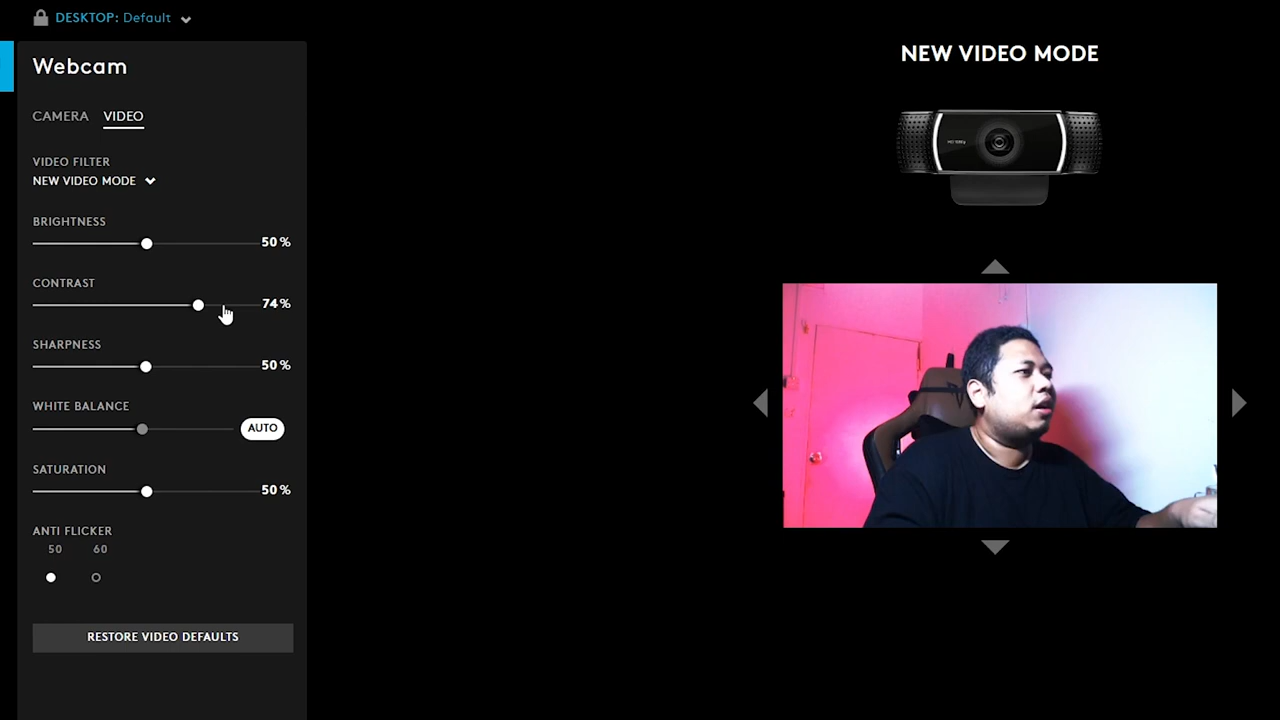 DESKTOP: Default
Webcam
CAMERA VIDEO
VIDEO FILTER
NEW VIDEO MODE
BRIGHTNESS
50%
CONTRAST
74%
SHARPNESS
50%
WHITE BALANCE
AUTO
SATURATION
50%
ANTI FLICKER
50 60
RESTORE VIDEO DEFAULTS
NEW VIDEO MODE